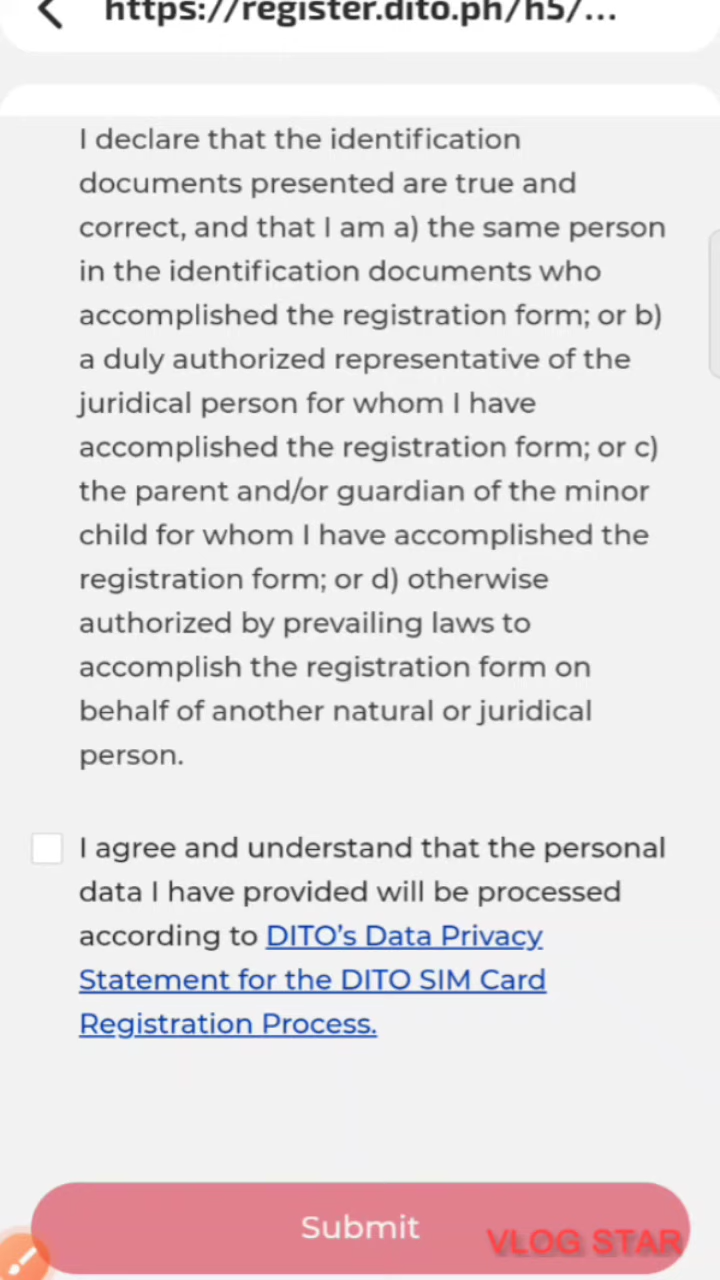 https://register.dito.ph/h5/...
I declare that the identification
documents presented are true and
correct, and that I am a) the same person
in the identification documents who
accomplished the registration form; or b)
a duly authorized representative of the
juridical person for whom I have
accomplished the registration form; or c)
the parent and/or guardian of the minor
child for whom I have accomplished the
registration form; or d) otherwise
authorized by prevailing laws to
accomplish the registration form on
behalf of another natural or juridical
person.
I agree and understand that the personal
data I have provided will be processed
according to DITO’s Data Privacy
Statement for the DITO SIM Card
Registration Process.
Submit
VLOG STAR